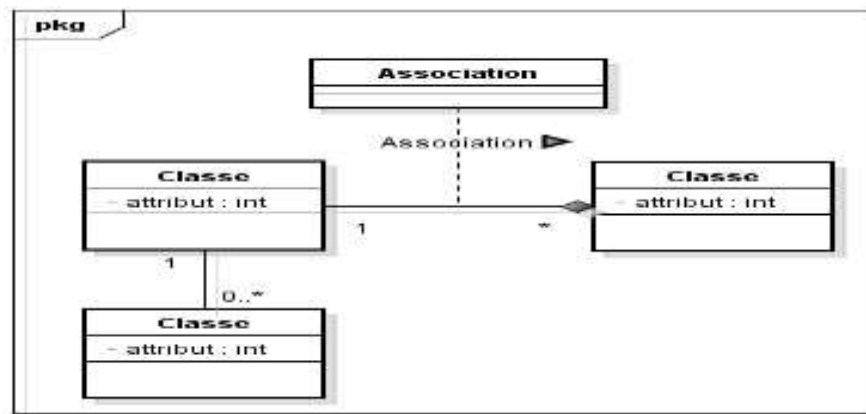 pkg
Association
Association
Classe
- attribut : int
1
*
Classe
- attribut : int
1
0..*
Classe
- attribut : int